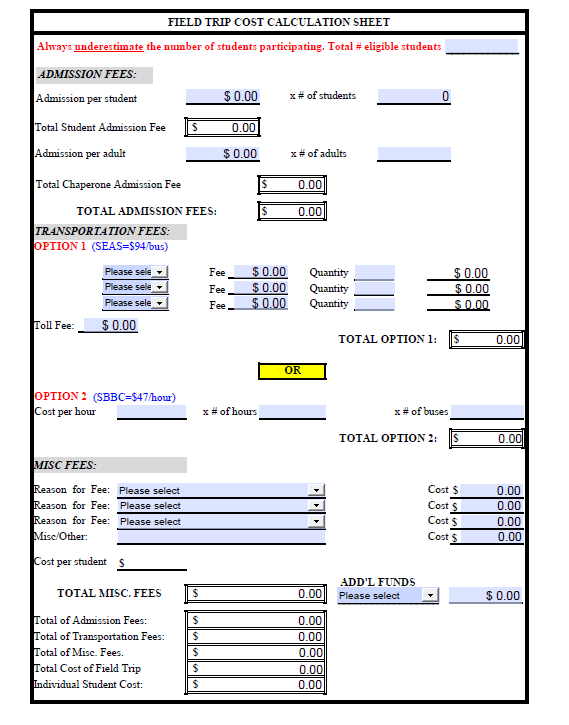 FIELD TRIP COST CALCULATION SHEET
Always underestimate the number of students participating. Total # eligible students
ADMISSION FEES:
Admission per student $ 0.00 x # of students 0
Total Student Admission Fee $ 0.00
Admission per adult $ 0.00 x # of adults
Total Chaperone Admission Fee $ 0.00
TOTAL ADMISSION FEES: $ 0.00
TRANSPORTATION FEES:
OPTION 1 (SEAS=$94/bus)
Please sele Fee $ 0.00 Quantity $ 0.00
Please sele Fee $ 0.00 Quantity $ 0.00
Please sele Fee $ 0.00 Quantity $ 0.00
Toll Fee: $ 0.00
TOTAL OPTION 1: $ 0.00
OR
OPTION 2 (SBBC=$47/hour)
Cost per hour x # of hours x # of buses
TOTAL OPTION 2: $ 0.00
MISC FEES:
Reason for Fee: Please select Cost $ 0.00
Reason for Fee: Please select Cost $ 0.00
Reason for Fee: Please select Cost $ 0.00
Misc/Other: Cost $ 0.00
Cost per student $
ADD'L FUNDS
TOTAL MISC. FEES $ 0.00 Please select $ 0.00
Total of Admission Fees: $ 0.00
Total of Transportation Fees: $ 0.00
Total of Misc. Fees. $ 0.00
Total Cost of Field Trip $ 0.00
Individual Student Cost: $ 0.00